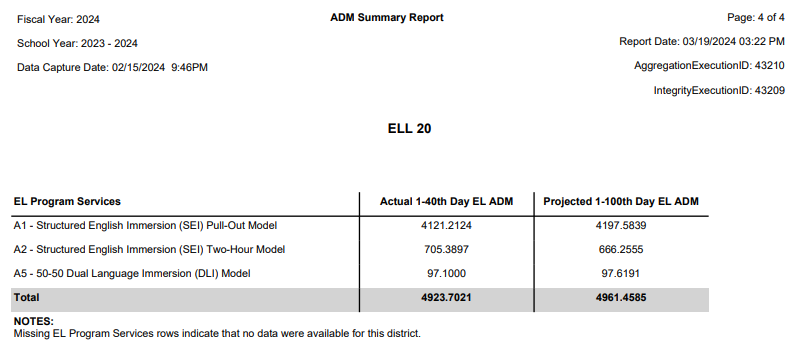 Fiscal Year: 2024 ADM Summary Report Page: 4 of 4
School Year: 2023 - 2024 Report Date: 03/19/2024 03:22 PM
Data Capture Date: 02/15/2024 9:46PM AggregationExecutionID: 43210
IntegrityExecutionID: 43209
ELL 20
EL Program Services Actual 1-40th Day EL ADM Projected 1-100th Day EL ADM
A1 - Structured English Immersion (SEI) Pull-Out Model 4121.2124 4197.5839
A2 - Structured English Immersion (SEI) Two-Hour Model 705.3897 666.2555
A5 - 50-50 Dual Language Immersion (DLI) Model 97.1000 97.6191
Total 4923.7021 4961.4585
NOTES:
Missing EL Program Services rows indicate that no data were available for this district.